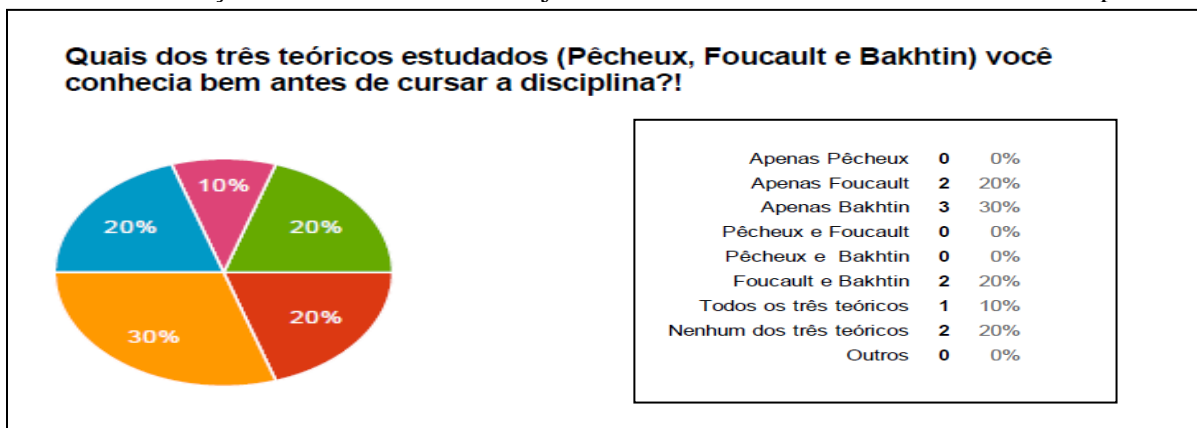 Quais dos três teóricos estudados (Pêcheux, Foucault e Bakhtin) você
conhecia bem antes de cursar a disciplina?!
10%
20%
20%
30%
20%
Apenas Pêcheux 0 0%
Apenas Foucault 2 20%
Apenas Bakhtin 3 30%
Pêcheux e Foucault 0 0%
Pêcheux e Bakhtin 0 0%
Foucault e Bakhtin 2 20%
Todos os três teóricos 1 10%
Nenhum dos três teóricos 2 20%
Outros 0 0%